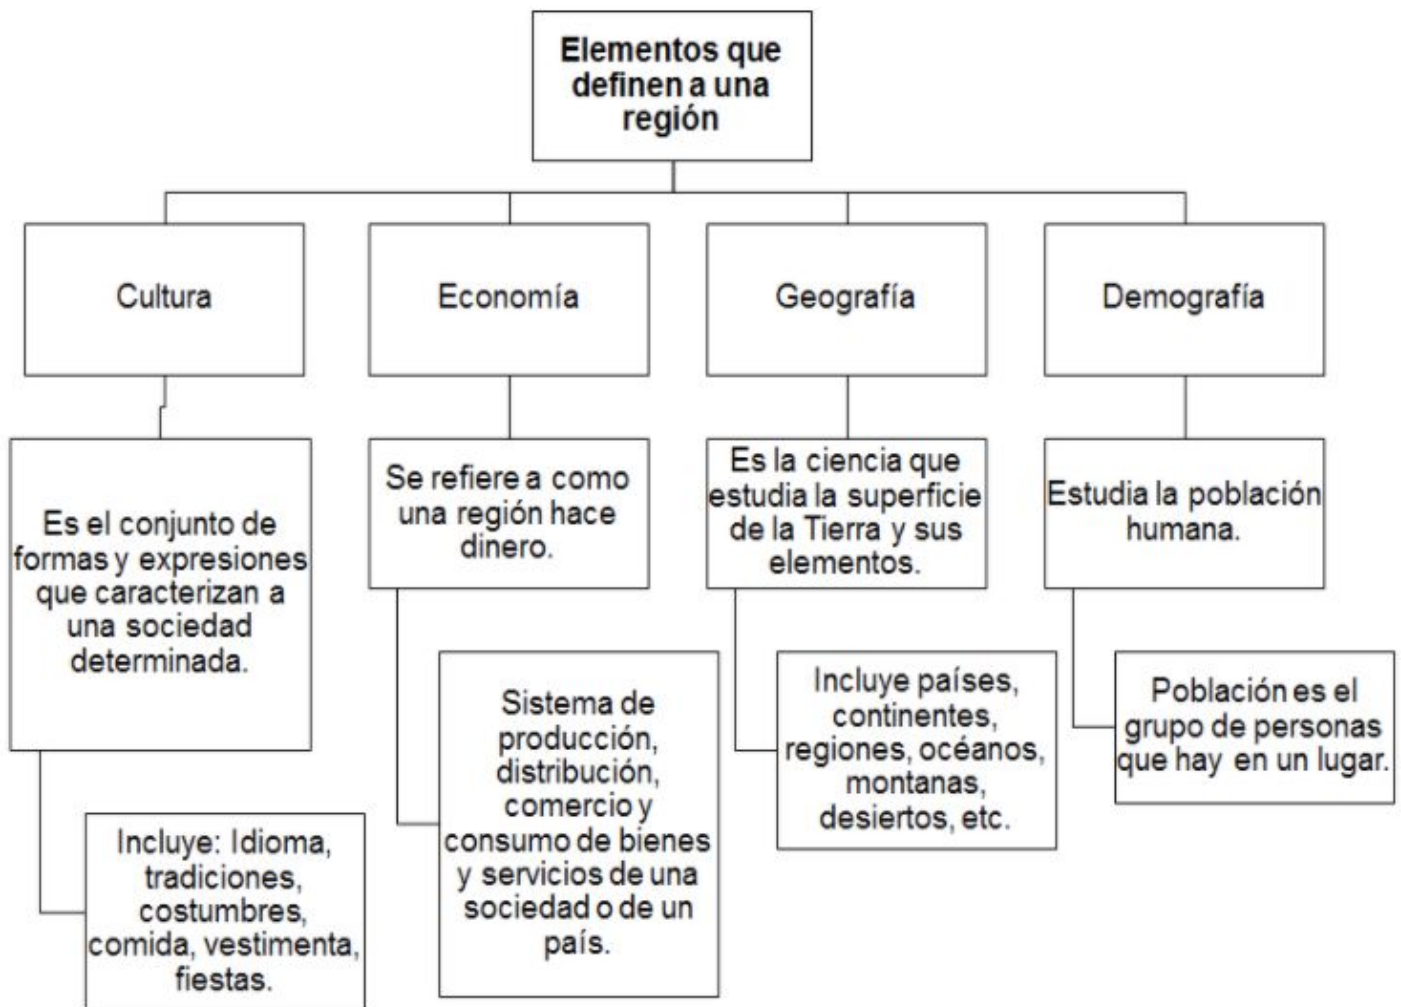 Elementos que
definen a una
región
Cultura
Economía
Geografía
Demografía
Es el conjunto de
formas y expresiones
que caracterizan a
una sociedad
determinada.
Incluye: Idioma,
tradiciones,
costumbres,
comida, vestimenta,
fiestas.
Se refiere a como
una región hace
dinero.
Sistema de
producción,
distribución,
comercio y
consumo de bienes
y servicios de una
sociedad o de un
país.
Es la ciencia que
estudia la superficie
de la Tierra y sus
elementos.
Incluye países,
continentes,
regiones, océanos,
montanas,
desiertos, etc.
Estudia la población
humana.
Población es el
grupo de personas
que hay en un lugar.